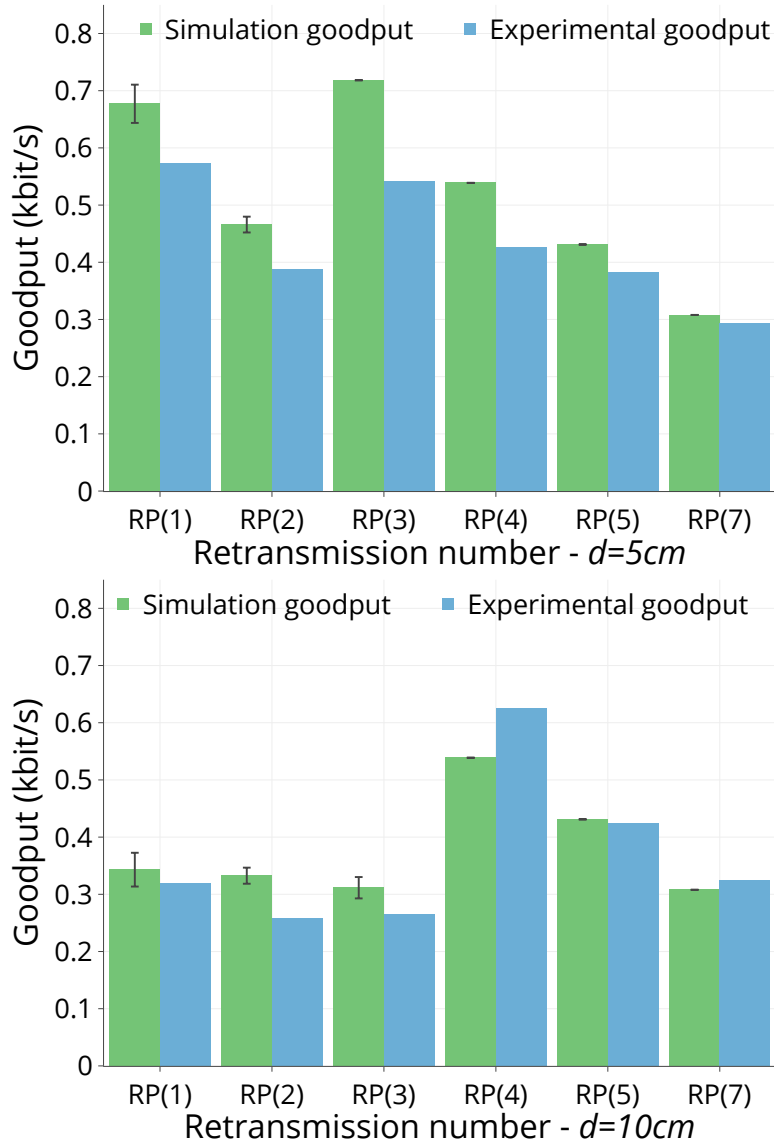 Simulation goodput Experimental goodput
Goodput (kbit/s)
0.8
0.7
0.6
0.5
0.4
0.3
0.2
0.1
0
RP(1) RP(2) RP(3) RP(4) RP(5) RP(7)
Retransmission number - d=5cm
Simulation goodput Experimental goodput
Goodput (kbit/s)
0.8
0.7
0.6
0.5
0.4
0.3
0.2
0.1
0
RP(1) RP(2) RP(3) RP(4) RP(5) RP(7)
Retransmission number - d=10cm